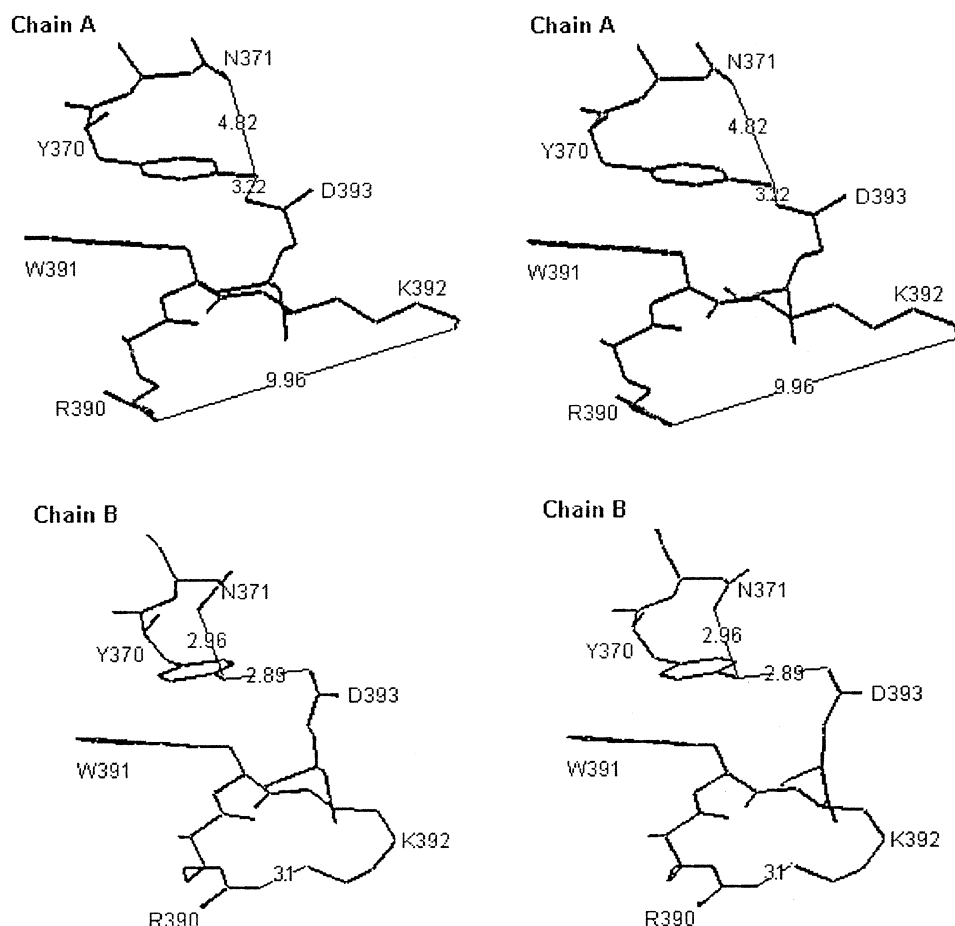 Chain A
Chain A
N371
N371
4.82
4.82
Y370
Y370
3.22
3.22
D393
D393
W391
W391
K392
K392
9.96
9.96
R390
R390
Chain B
Chain B
N371
N371
2.96
2.96
Y370
Y370
2.89
2.89
D393
D393
W391
W391
K392
K392
3.1
3.1
R390
R390